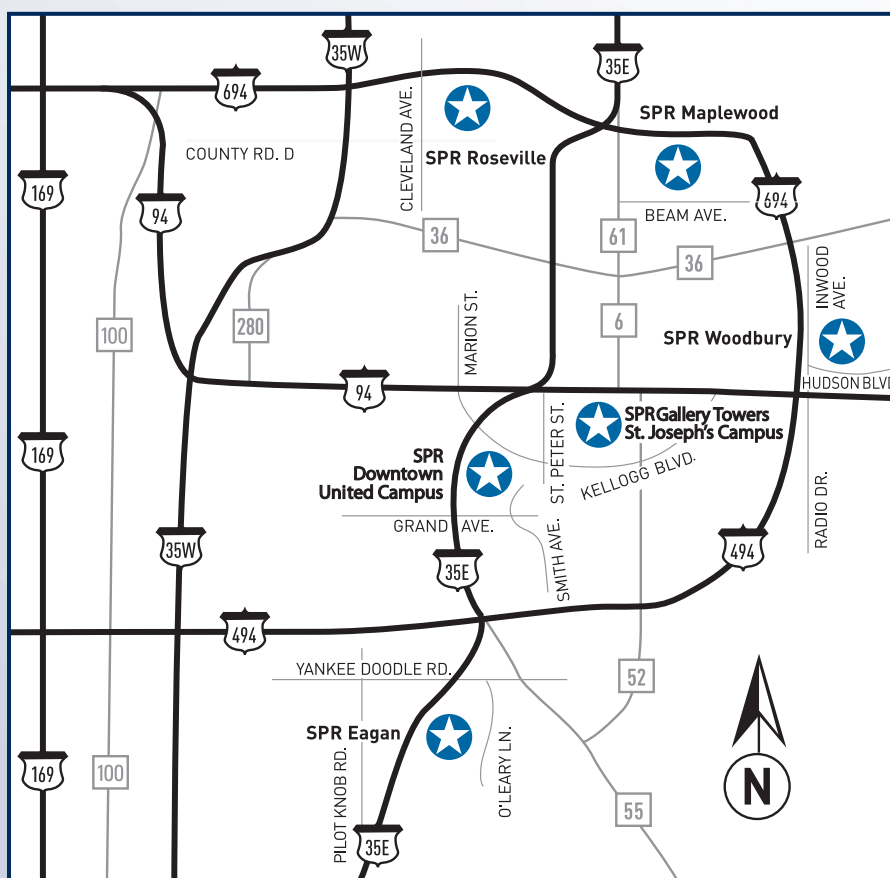 35W
35E
694
SPR Maplewood
CLEVELAND AVE.
COUNTY RD. D
SPR Roseville
169
94
694
BEAM AVE.
36
61
36
INWOOD
AVE.
100
280
MARION ST.
6
SPR Woodbury
94
HUDSON BLVD
ST. PETER ST.
SPR Gallery Towers
St. Joseph's Campus
169
SPR
Downtown
United Campus
KELLOGG BLVD.
GRAND AVE.
RADIO DR.
35W
SMITH AVE.
494
35E
494
YANKEE DOODLE RD.
52
SPR Eagan
O'LEARY LN.
PILOT KNOB RD.
169
100
N
55
35E